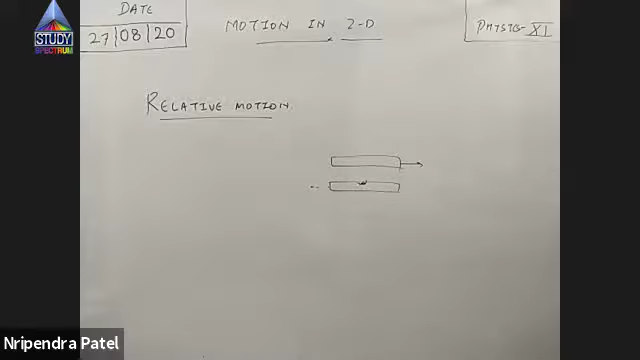 DATE
27/08/20
STUDY
SPECTRUM
MOTION IN 2-D
PHYSICS-XI
RELATIVE MOTION
Nripendra Patel